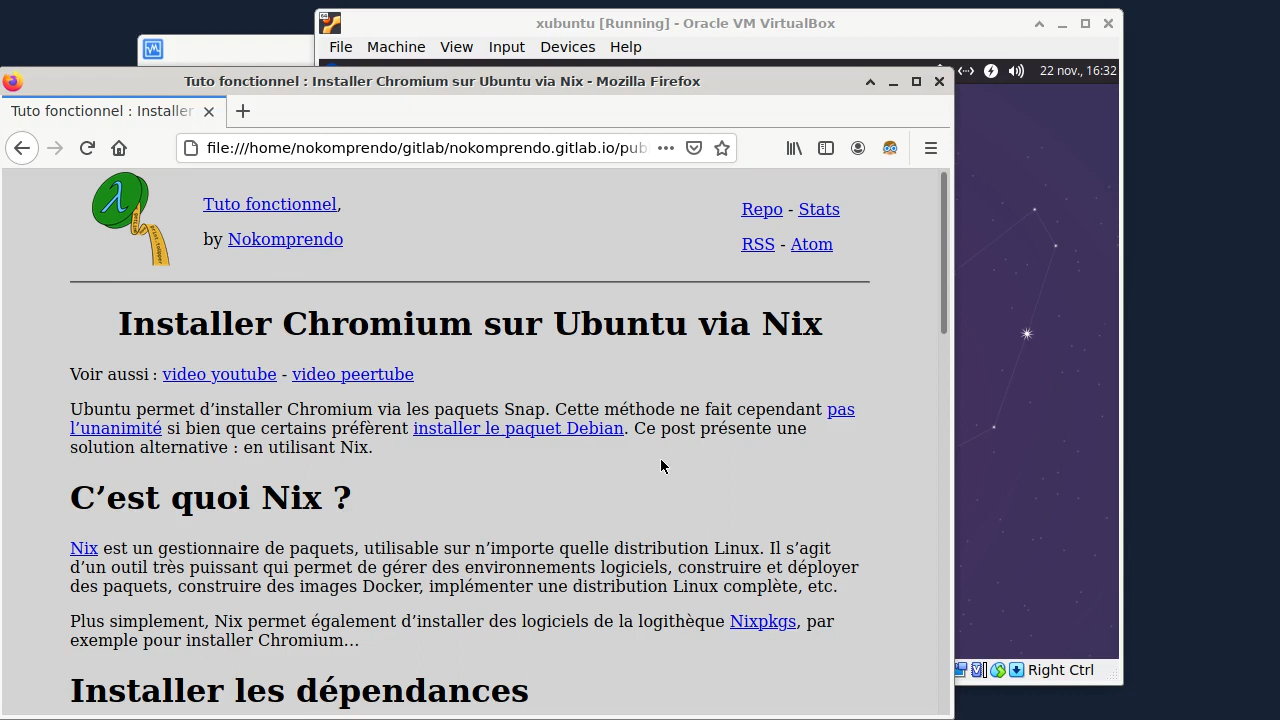 xubuntu [Running] - Oracle VM VirtualBox
File Machine View Input Devices Help
22 nov., 16:32
Tuto fonctionnel : Installer Chromium sur Ubuntu via Nix - Mozilla Firefox
Tuto fonctionnel : Installer
file:///home/nokomprendo/gitlab/nokomprendo.gitlab.io/pub
Tuto fonctionnel,
by Nokomprendo
Repo - Stats
RSS - Atom
Installer Chromium sur Ubuntu via Nix
Voir aussi : video youtube - video peertube
Ubuntu permet d’installer Chromium via les paquets Snap. Cette méthode ne fait cependant pas
l’unanimité si bien que certains préfèrent installer le paquet Debian. Ce post présente une
solution alternative : en utilisant Nix.
C’est quoi Nix ?
Nix est un gestionnaire de paquets, utilisable sur n’importe quelle distribution Linux. Il s’agit
d’un outil très puissant qui permet de gérer des environnements logiciels, construire et déployer
des paquets, construire des images Docker, implémenter une distribution Linux complète, etc.
Plus simplement, Nix permet également d’installer des logiciels de la logithèque Nixpkgs, par
exemple pour installer Chromium…
Installer les dépendances
Right Ctrl